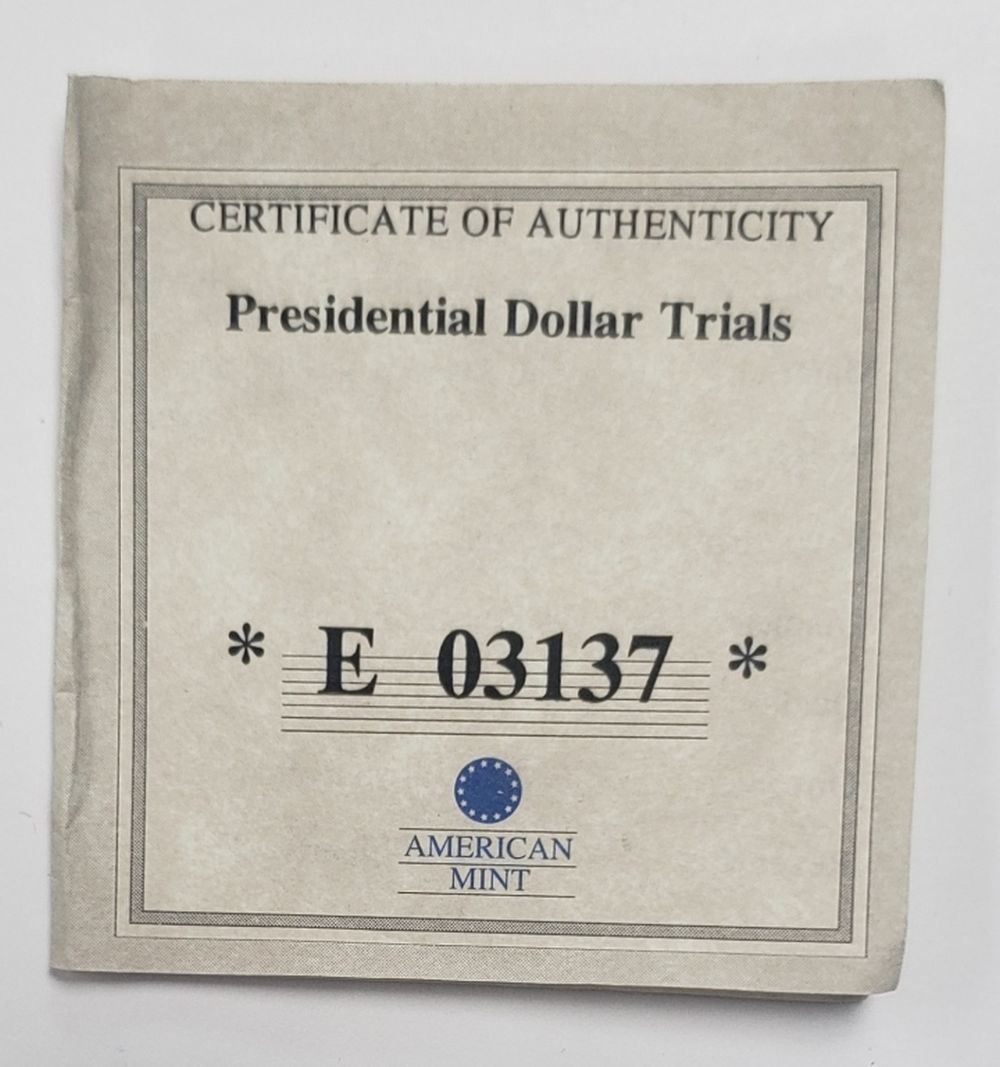 CERTIFICATE OF AUTHENTICITY
Presidential Dollar Trials
* E 03137 *
AMERICAN
MINT